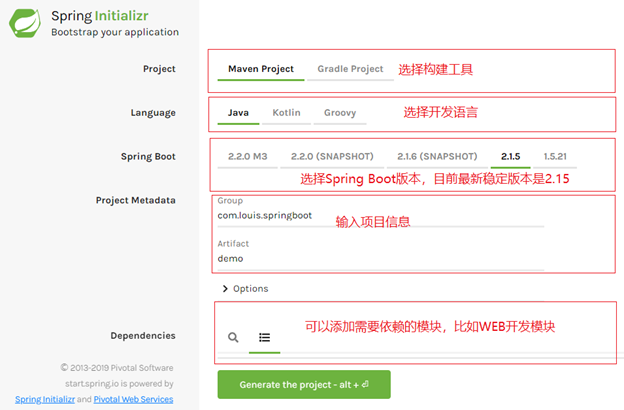 Spring Initializr
Bootstrap your application
Project
Maven Project Gradle Project 选择构建工具
Language
Java Kotlin Groovy 选择开发语言
Spring Boot
2.2.0 M3 2.2.0 (SNAPSHOT) 2.1.6 (SNAPSHOT) 2.1.5 1.5.21
选择Spring Boot版本，目前最新稳定版本是2.15
Project Metadata
Group
com.louis.springboot
输入项目信息
Artifact
demo
Options
Dependencies
可以添加需要依赖的模块，比如WEB开发模块
© 2013-2019 Pivotal Software
start.spring.io is powered by
Spring Initializr and Pivotal Web Services
Generate the project - alt + ⏎